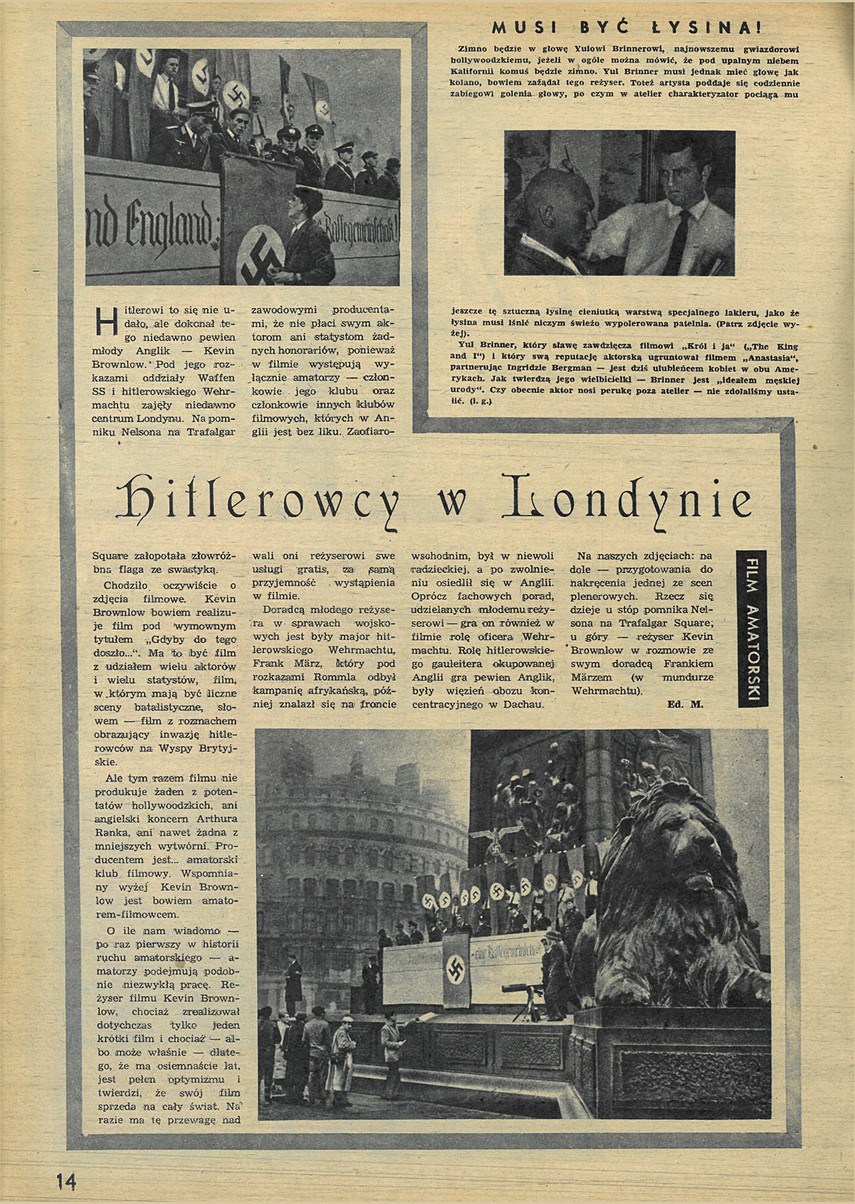 MUSI BYĆ ŁYSINA!
Zimno będzie w głowę Yulowi Brinnerowi, najnowszemu gwiazdorowi
hollywoodzkiemu, jeżeli w ogóle można mówić, że pod upalnym niebem
Kalifornii komuś będzie zimno. Yul Brinner musi jednak mieć głowę jak
kolano, bowiem zażądał tego reżyser. Toteż artysta poddaje się codziennie
zabiegowi golenia głowy, po czym w atelier charakteryzator pociąga mu
jeszcze tę sztuczną łysinę cieniutką warstwą specjalnego lakieru, jako że
łysina musi lśnić niczym świeżo wypolerowana patelnia. (Patrz zdjęcie wy-
żej).
Yul Brinner, który sławę zawdzięcza filmowi „Król i ja" („The King
and I") i który swą reputację aktorską ugruntował filmem „Anastasia",
partnerując Ingridzie Bergman — jest dziś ulubieńcem kobiet w obu Ame-
rykach. Jak twierdzą jego wielbicielki — Brinner jest „ideałem męskiej
urody". Czy obecnie aktor nosi perukę poza atelier — nie zdołaliśmy usta-
lić. (l. g.)
nd England:
Rassegemeinschaft!
Hitlerowcy w Londynie
FILM AMATORSKI
Hitlerowi to się nie u-
dało, ale dokonał te-
go niedawno pewien
młody Anglik — Kevin
Brownlow. Pod jego roz-
kazami oddziały Waffen
SS i hitlerowskiego Wehr-
machtu zajęły niedawno
centrum Londynu. Na pom-
niku Nelsona na Trafalgar
Square załopotała złowróż-
bna flaga ze swastyką.
Chodziło oczywiście o
zdjęcia filmowe. Kevin
Brownlow bowiem realizu-
je film pod wymownym
tytułem „Gdyby do tego
doszło...". Ma to być film
z udziałem wielu aktorów
i wielu statystów, film,
w którym mają być liczne
sceny batalistyczne, sło-
wem — film z rozmachem
obrazujący inwazję hitle-
rowców na Wyspy Brytyj-
skie.
Ale tym razem filmu nie
produkuje żaden z poten-
tatów hollywoodzkich, ani
angielski koncern Arthura
Ranka, ani nawet żadna z
mniejszych wytwórni. Pro-
ducentem jest... amatorski
klub filmowy. Wspomnia-
ny wyżej Kevin Brown-
low jest bowiem amato-
rem-filmowcem.
O ile nam wiadomo —
po raz pierwszy w historii
ruchu amatorskiego — a-
matorzy podejmują podob-
nie niezwykłą pracę. Re-
żyser filmu Kevin Brown-
low, chociaż zrealizował
dotychczas tylko jeden
krótki film i chociaż — al-
bo może właśnie — dlate-
go, że ma osiemnaście lat,
jest pełen optymizmu i
twierdzi, że swój film
sprzeda na cały świat. Na
razie ma tę przewagę nad
zawodowymi producenta-
mi, że nie płaci swym ak-
torom ani statystom żad-
nych honorariów, ponieważ
w filmie występują wy-
łącznie amatorzy — człon-
kowie jego klubu oraz
członkowie innych klubów
filmowych, których w An-
glii jest bez liku. Zaofiaro-
wali oni reżyserowi swe
usługi gratis, za samą
przyjemność wystąpienia
w filmie.
Doradcą młodego reżyse-
ra w sprawach wojsko-
wych jest były major hit-
lerowskiego Wehrmachtu,
Frank März, który pod
rozkazami Rommla odbył
kampanię afrykańską, póź-
niej znalazł się na froncie
wschodnim, był w niewoli
radzieckiej, a po zwolnie-
niu osiedlił się w Anglii.
Oprócz fachowych porad,
udzielanych młodemu reży-
serowi — gra on również w
filmie rolę oficera Wehr-
machtu. Rolę hitlerowskie-
go gauleitera okupowanej
Anglii gra pewien Anglik,
były więzień obozu kon-
centracyjnego w Dachau.
Na naszych zdjęciach: na
dole — przygotowania do
nakręcenia jednej ze scen
plenerowych. Rzecz się
dzieje u stóp pomnika Nel-
sona na Trafalgar Square;
u góry — reżyser Kevin
Brownlow w rozmowie ze
swym doradcą Frankiem
Märzem (w mundurze
Wehrmachtu).
Ed. M.
14